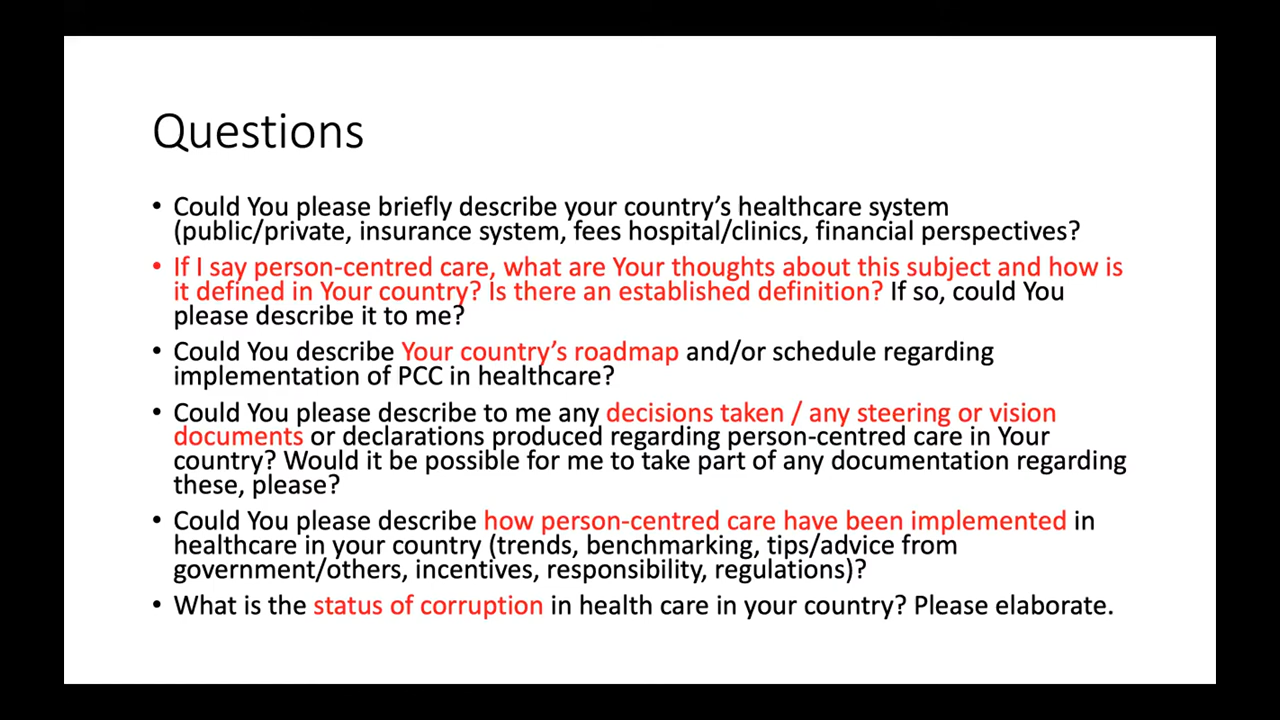 Questions
• Could You please briefly describe your country’s healthcare system
(public/private, insurance system, fees hospital/clinics, financial perspectives?
• If I say person-centred care, what are Your thoughts about this subject and how is
it defined in Your country? Is there an established definition? If so, could You
please describe it to me?
• Could You describe Your country’s roadmap and/or schedule regarding
implementation of PCC in healthcare?
• Could You please describe to me any decisions taken / any steering or vision
documents or declarations produced regarding person-centred care in Your
country? Would it be possible for me to take part of any documentation regarding
these, please?
• Could You please describe how person-centred care have been implemented in
healthcare in your country (trends, benchmarking, tips/advice from
government/others, incentives, responsibility, regulations)?
• What is the status of corruption in health care in your country? Please elaborate.